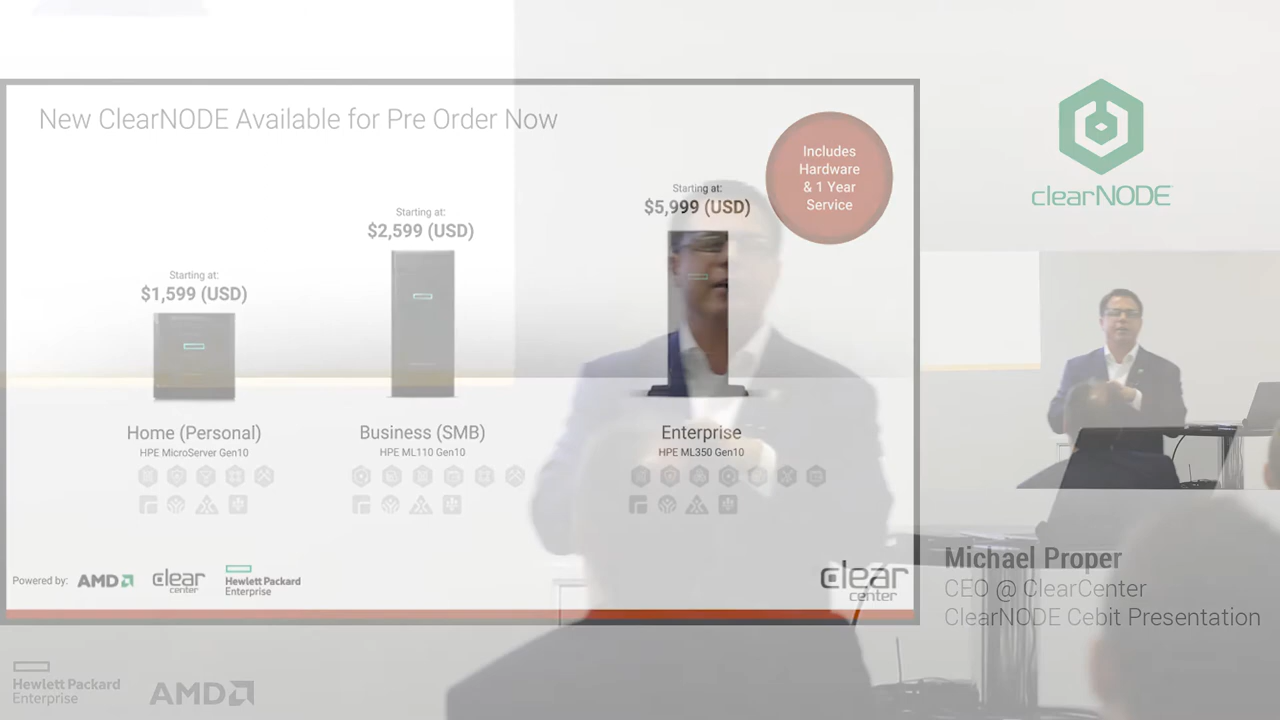 New ClearNODE Available for Pre Order Now
Includes
Hardware
& 1 Year
Service
Starting at:
$1,599 (USD)
Starting at:
$2,599 (USD)
Starting at:
$5,999 (USD)
Home (Personal)
HPE MicroServer Gen10
Business (SMB)
HPE ML110 Gen10
Enterprise
HPE ML350 Gen10
Powered by:
AMD
clear
center
Hewlett Packard
Enterprise
clear
center
clearNODE
Michael Proper
CEO @ ClearCenter
ClearNODE Cebit Presentation
Hewlett Packard
Enterprise
AMD